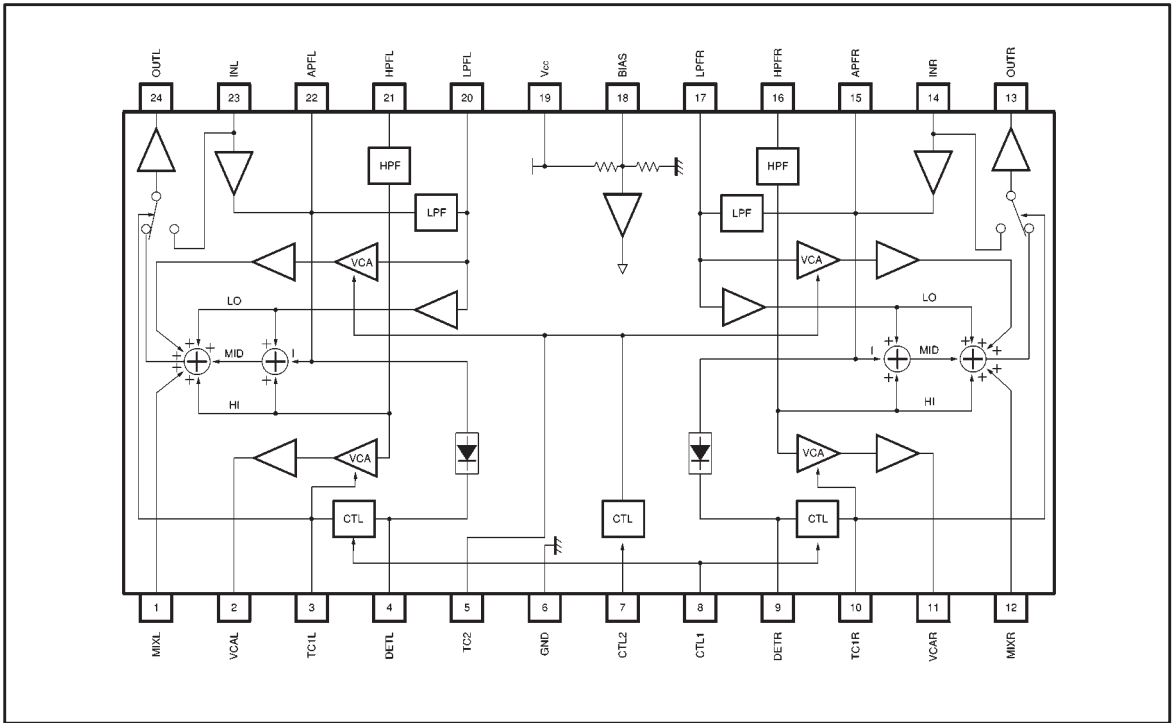 OUTL INL APFL HPFL LPFL Vcc BIAS LPFR HPFR APFR INR OUTR
24 23 22 21 20 19 18 17 16 15 14 13
HPF HPF
LPF LPF
VCA VCA
LO LO
+ + + + + + + +
MID I I MID
+ + + + + + + +
HI HI
VCA VCA
CTL CTL CTL
1 2 3 4 5 6 7 8 9 10 11 12
MIXL VCAL TC1L DETL TC2 GND CTL2 CTL1 DETR TC1R VCAR MIXR